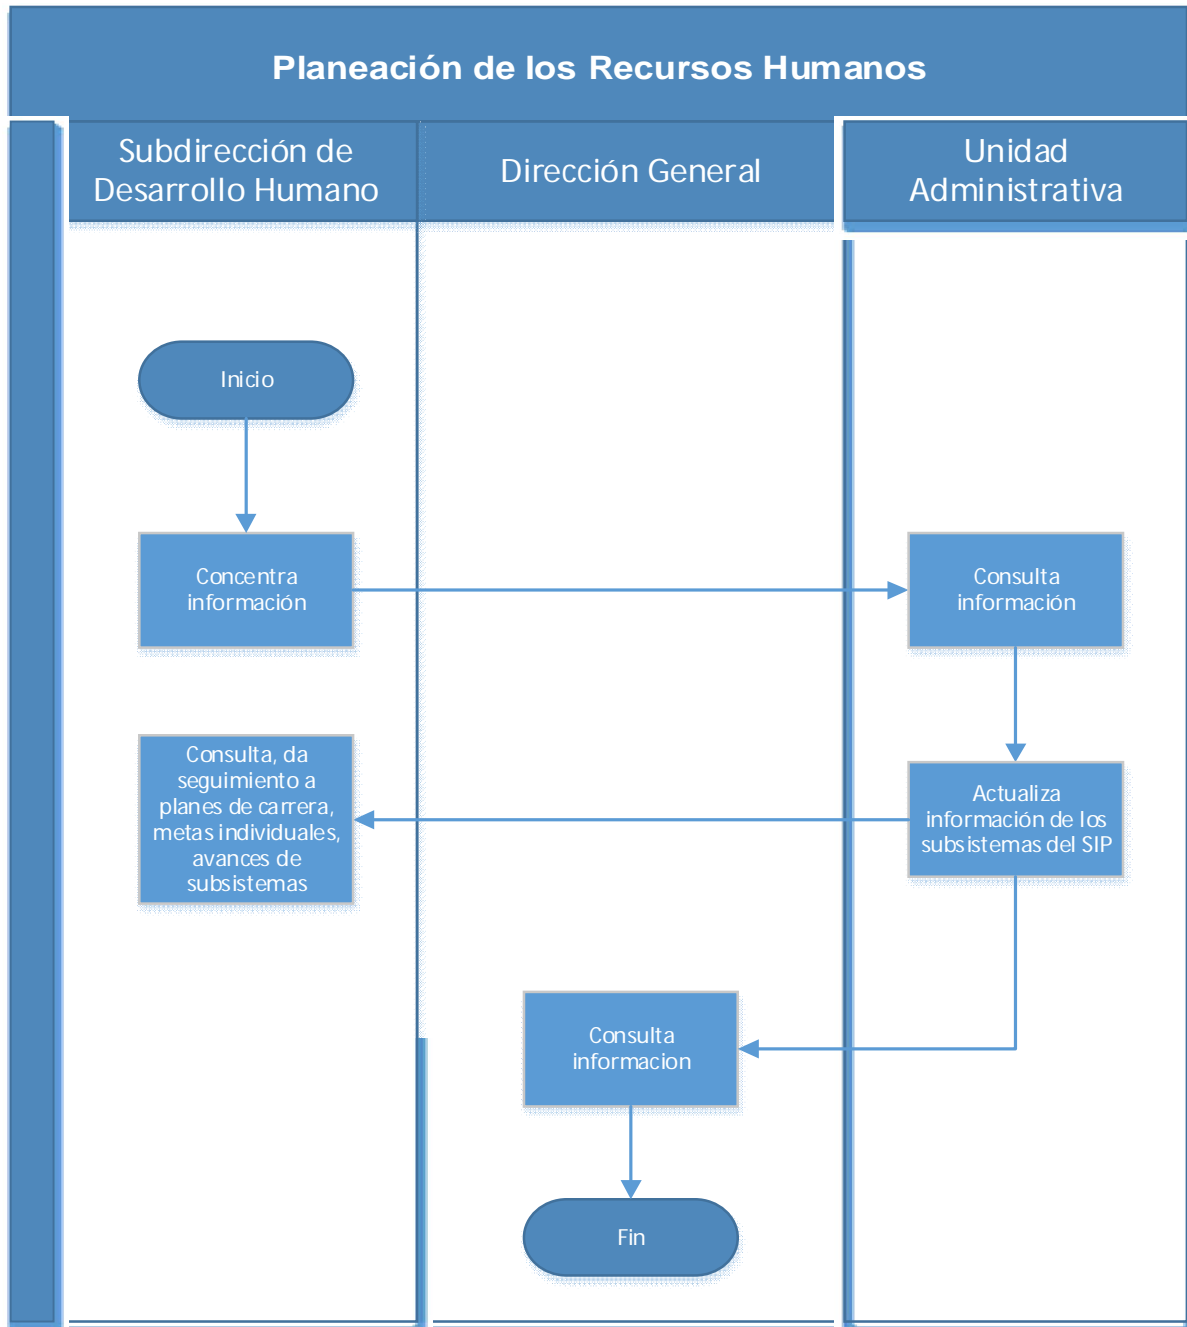 Planeación de los Recursos Humanos
Subdirección de
Desarrollo Humano
Dirección General
Unidad
Administrativa
Inicio
Concentra
información
Consulta
información
Consulta, da
seguimiento a
planes de carrera,
metas individuales,
avances de
subsistemas
Actualiza
información de los
subsistemas del SIP
Consulta
informacion
Fin